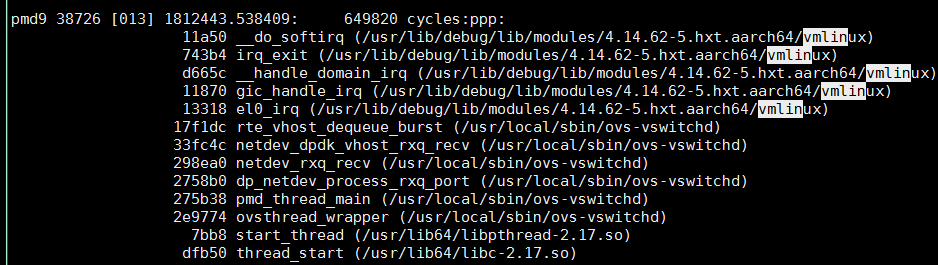 pmd9 38726 [013] 1812443.538409:     649820 cycles:ppp:
11a50 __do_softirq (/usr/lib/debug/lib/modules/4.14.62-5.hxt.aarch64/vmlinux)
743b4 irq_exit (/usr/lib/debug/lib/modules/4.14.62-5.hxt.aarch64/vmlinux)
d665c __handle_domain_irq (/usr/lib/debug/lib/modules/4.14.62-5.hxt.aarch64/vmlinux)
11870 gic_handle_irq (/usr/lib/debug/lib/modules/4.14.62-5.hxt.aarch64/vmlinux)
13318 el0_irq (/usr/lib/debug/lib/modules/4.14.62-5.hxt.aarch64/vmlinux)
17f1dc rte_vhost_dequeue_burst (/usr/local/sbin/ovs-vswitchd)
33fc4c netdev_dpdk_vhost_rxq_recv (/usr/local/sbin/ovs-vswitchd)
298ea0 netdev_rxq_recv (/usr/local/sbin/ovs-vswitchd)
2758b0 dp_netdev_process_rxq_port (/usr/local/sbin/ovs-vswitchd)
275b38 pmd_thread_main (/usr/local/sbin/ovs-vswitchd)
2e9774 ovsthread_wrapper (/usr/local/sbin/ovs-vswitchd)
7bb8 start_thread (/usr/lib64/libpthread-2.17.so)
dfb50 thread_start (/usr/lib64/libc-2.17.so)